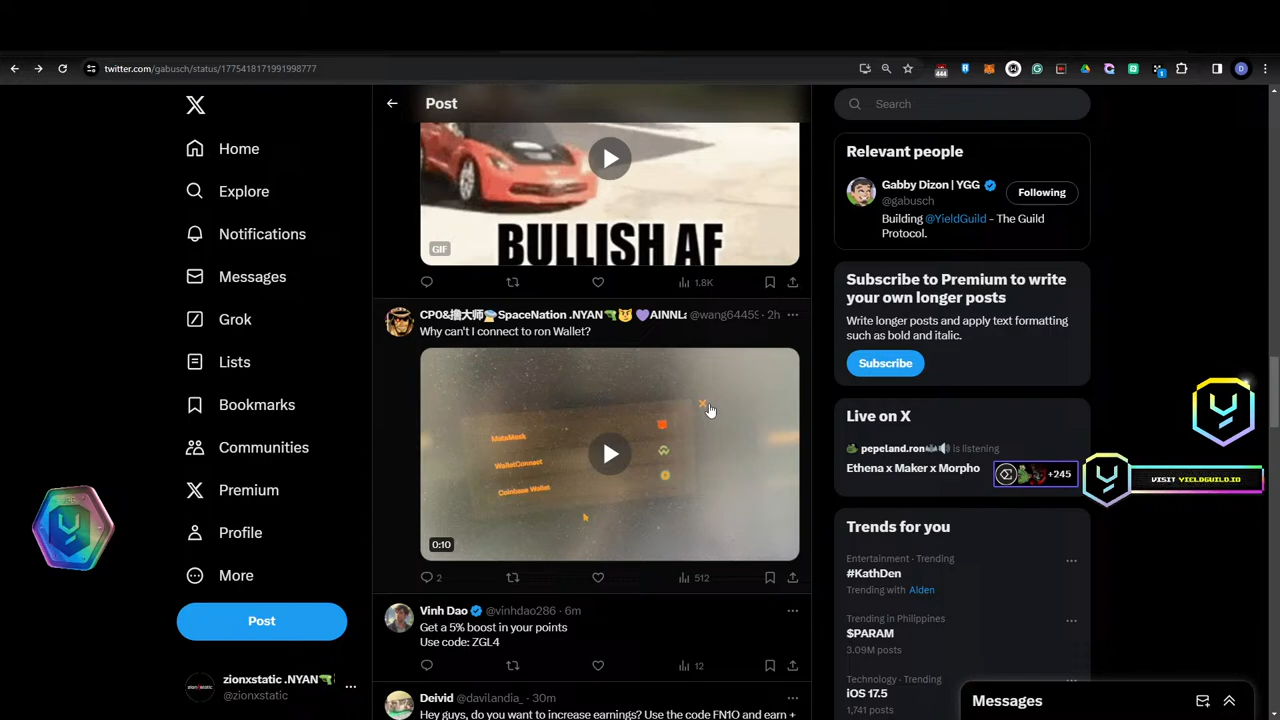 twitter.com/gabusch/status/1775418171991998777
444
1
D
Home
Explore
Notifications
Messages
Grok
Lists
Bookmarks
Communities
Premium
Profile
More
Post
zionxstatic .NYAN
@zionxstatic
Post
BULLISH AF
GIF
1.8K
CP0&撸大师 SpaceNation .NYAN AINNL: @wang6445 · 2h
Why can't I connect to ron Wallet?
MetaMask
WalletConnect
Coinbase Wallet
0:10
2
512
Vinh Dao @vinhdao286 · 6m
Get a 5% boost in your points
Use code: ZGL4
12
Deivid @davilandia_ · 30m
Hey guys, do you want to increase earnings? Use the code FN1O and earn +
Search
Relevant people
Gabby Dizon | YGG
@gabusch
Following
Building @YieldGuild - The Guild
Protocol.
Subscribe to Premium to write
your own longer posts
Write longer posts and apply text formatting
such as bold and italic.
Subscribe
Live on X
pepeland.ron is listening
Ethena x Maker x Morpho
+245
VISIT YIELDGUILD.IO
Trends for you
Entertainment · Trending
#KathDen
Trending with Alden
Trending in Philippines
$PARAM
3.09M posts
Technology · Trending
iOS 17.5
1,741 posts
Messages